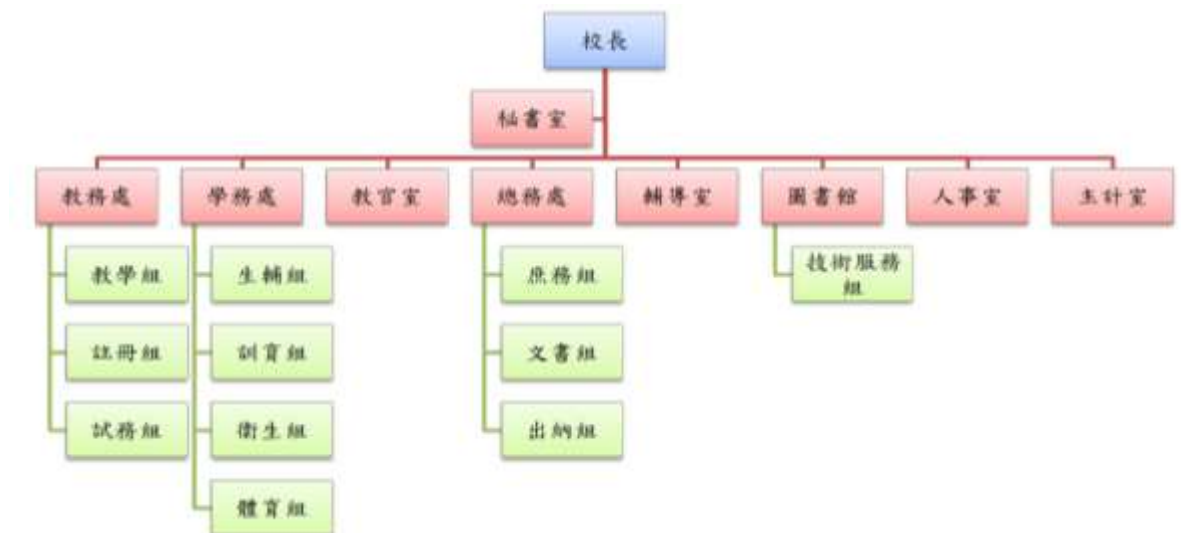 校長
秘書室
教務處
學務處
教官室
總務處
輔導室
圖書館
人事室
主計室
教學組
生輔組
庶務組
技術服務
組
註冊組
訓育組
文書組
試務組
衛生組
出納組
體育組